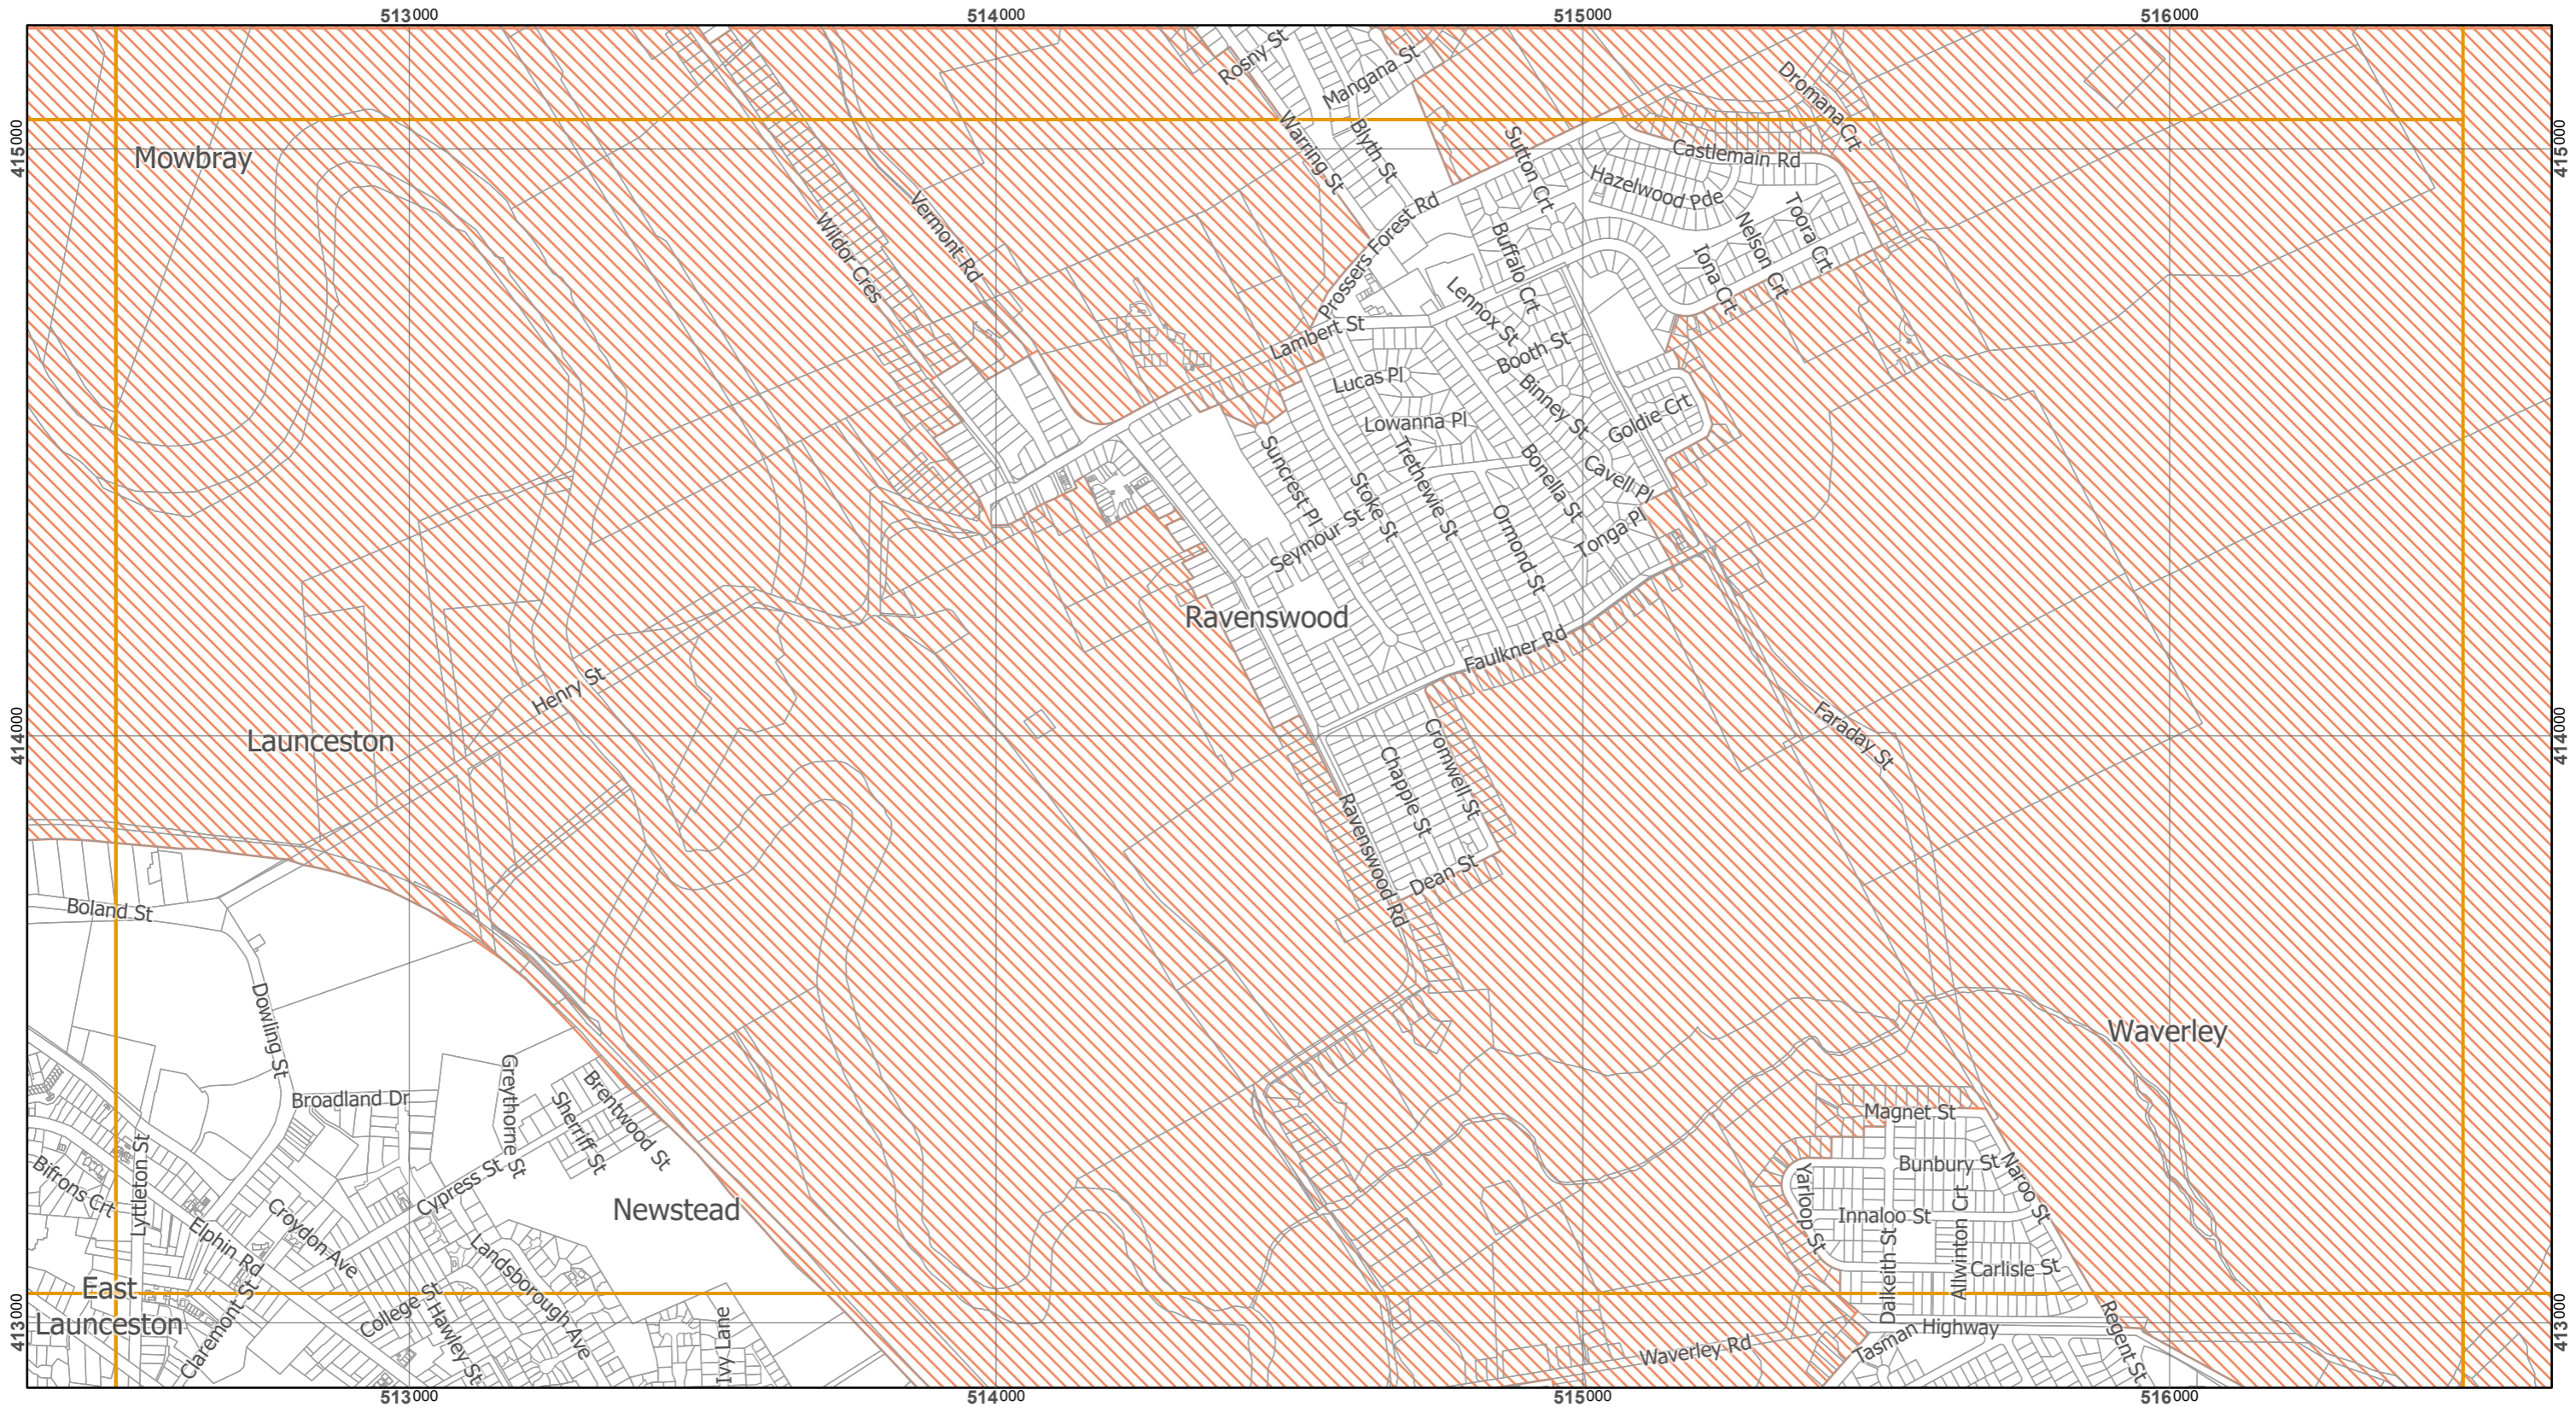 513000
514000
515000
516000
415000
415000
Rosny St
Mangana St
Dromana Crt
Mowbray
Warring St
Blyth St
Sutton Crt
Castlemain Rd
Hazelwood Pde
Vermont Rd
Wildor Cres
Prossers Forest Rd
Buffalo Crt
Toora Crt
Nelson Crt
Iona Crt
Lennox St
Lambert St
Booth St
Lucas Pl
Binney St
Goldie Crt
Lowanna Pl
Suncrest Pl
Stoke St
Trethewie St
Bonella St
Cavell Pl
Seymour St
Ormond St
Tonga Pl
Ravenswood
Faulkner Rd
Henry St
Launceston
414000
414000
Cromwell St
Chapple St
Faraday St
Ravenswood Rd
Dean St
Boland St
Dowling St
Waverley
Broadland Dr
Greythorne St
Sherriff St
Brentwood St
Magnet St
Bifrons Crt
Lyttleton St
Cypress St
Bunbury St
Naroo St
Yarloop St
Newstead
Elphin Rd
Croydon Ave
Innaloo St
Dalkeith St
Allwinton Crt
Carlisle St
Landsborough Ave
East
Launceston
Claremont St
College St
Hawley St
Ivy Lane
Waverley Rd
Tasman Highway
Regent St
413000
413000
513000
514000
515000
516000